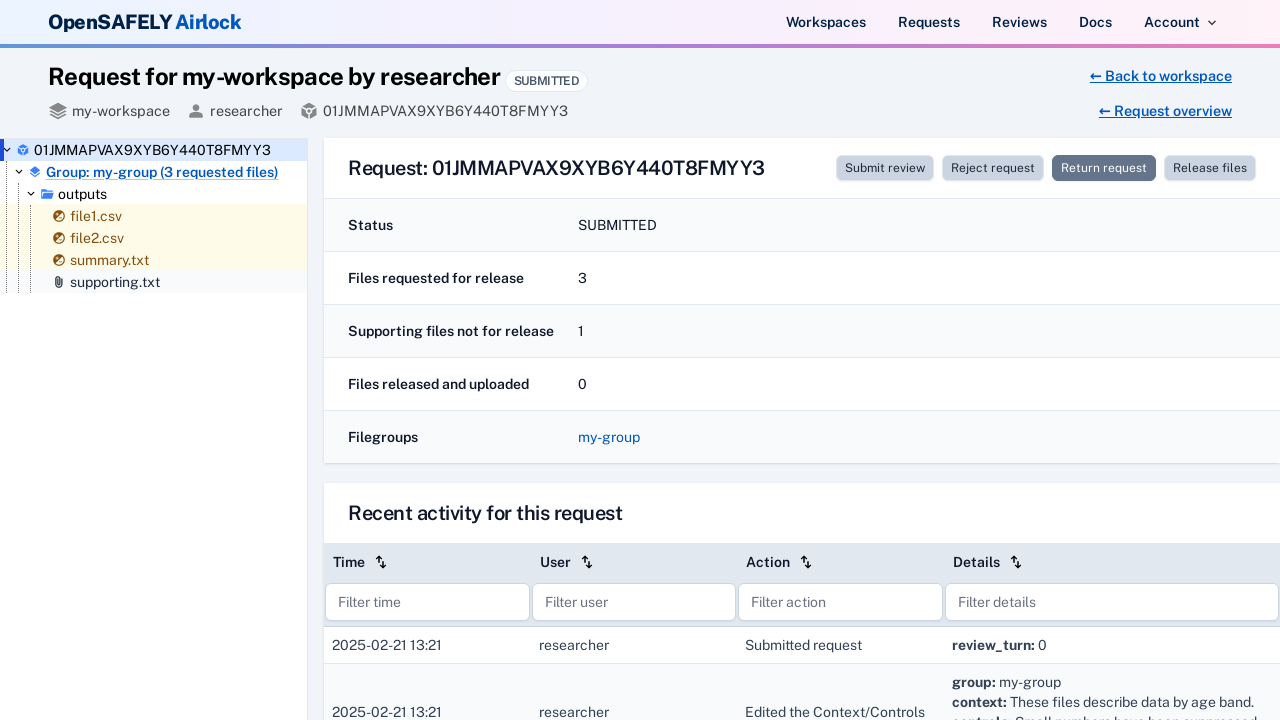 OpenSAFELY Airlock
Workspaces Requests Reviews Docs Account
Request for my-workspace by researcher SUBMITTED
← Back to workspace
my-workspace researcher 01JMMAPVAX9XYB6Y440T8FMYY3
← Request overview
01JMMAPVAX9XYB6Y440T8FMYY3
Group: my-group (3 requested files)
outputs
file1.csv
file2.csv
summary.txt
supporting.txt
Request: 01JMMAPVAX9XYB6Y440T8FMYY3
Submit review Reject request Return request Release files
Status SUBMITTED
Files requested for release 3
Supporting files not for release 1
Files released and uploaded 0
Filegroups my-group
Recent activity for this request
Time User Action Details
Filter time Filter user Filter action Filter details
2025-02-21 13:21 researcher Submitted request review_turn: 0
group: my-group
context: These files describe data by age band.
2025-02-21 13:21 researcher Edited the Context/Controls
controls: Small numbers have been suppressed